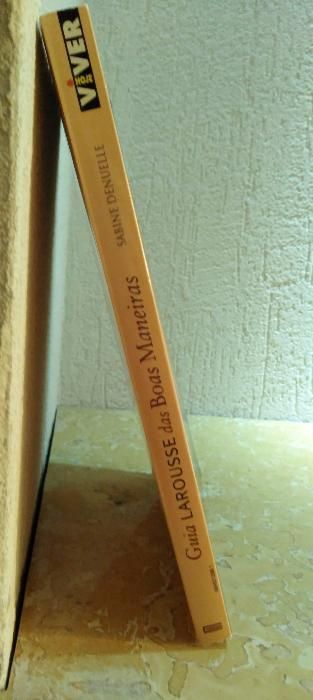 Guia LAROUSSE das Boas Maneiras
SABINE DENUELLE
VIVER
HOJE